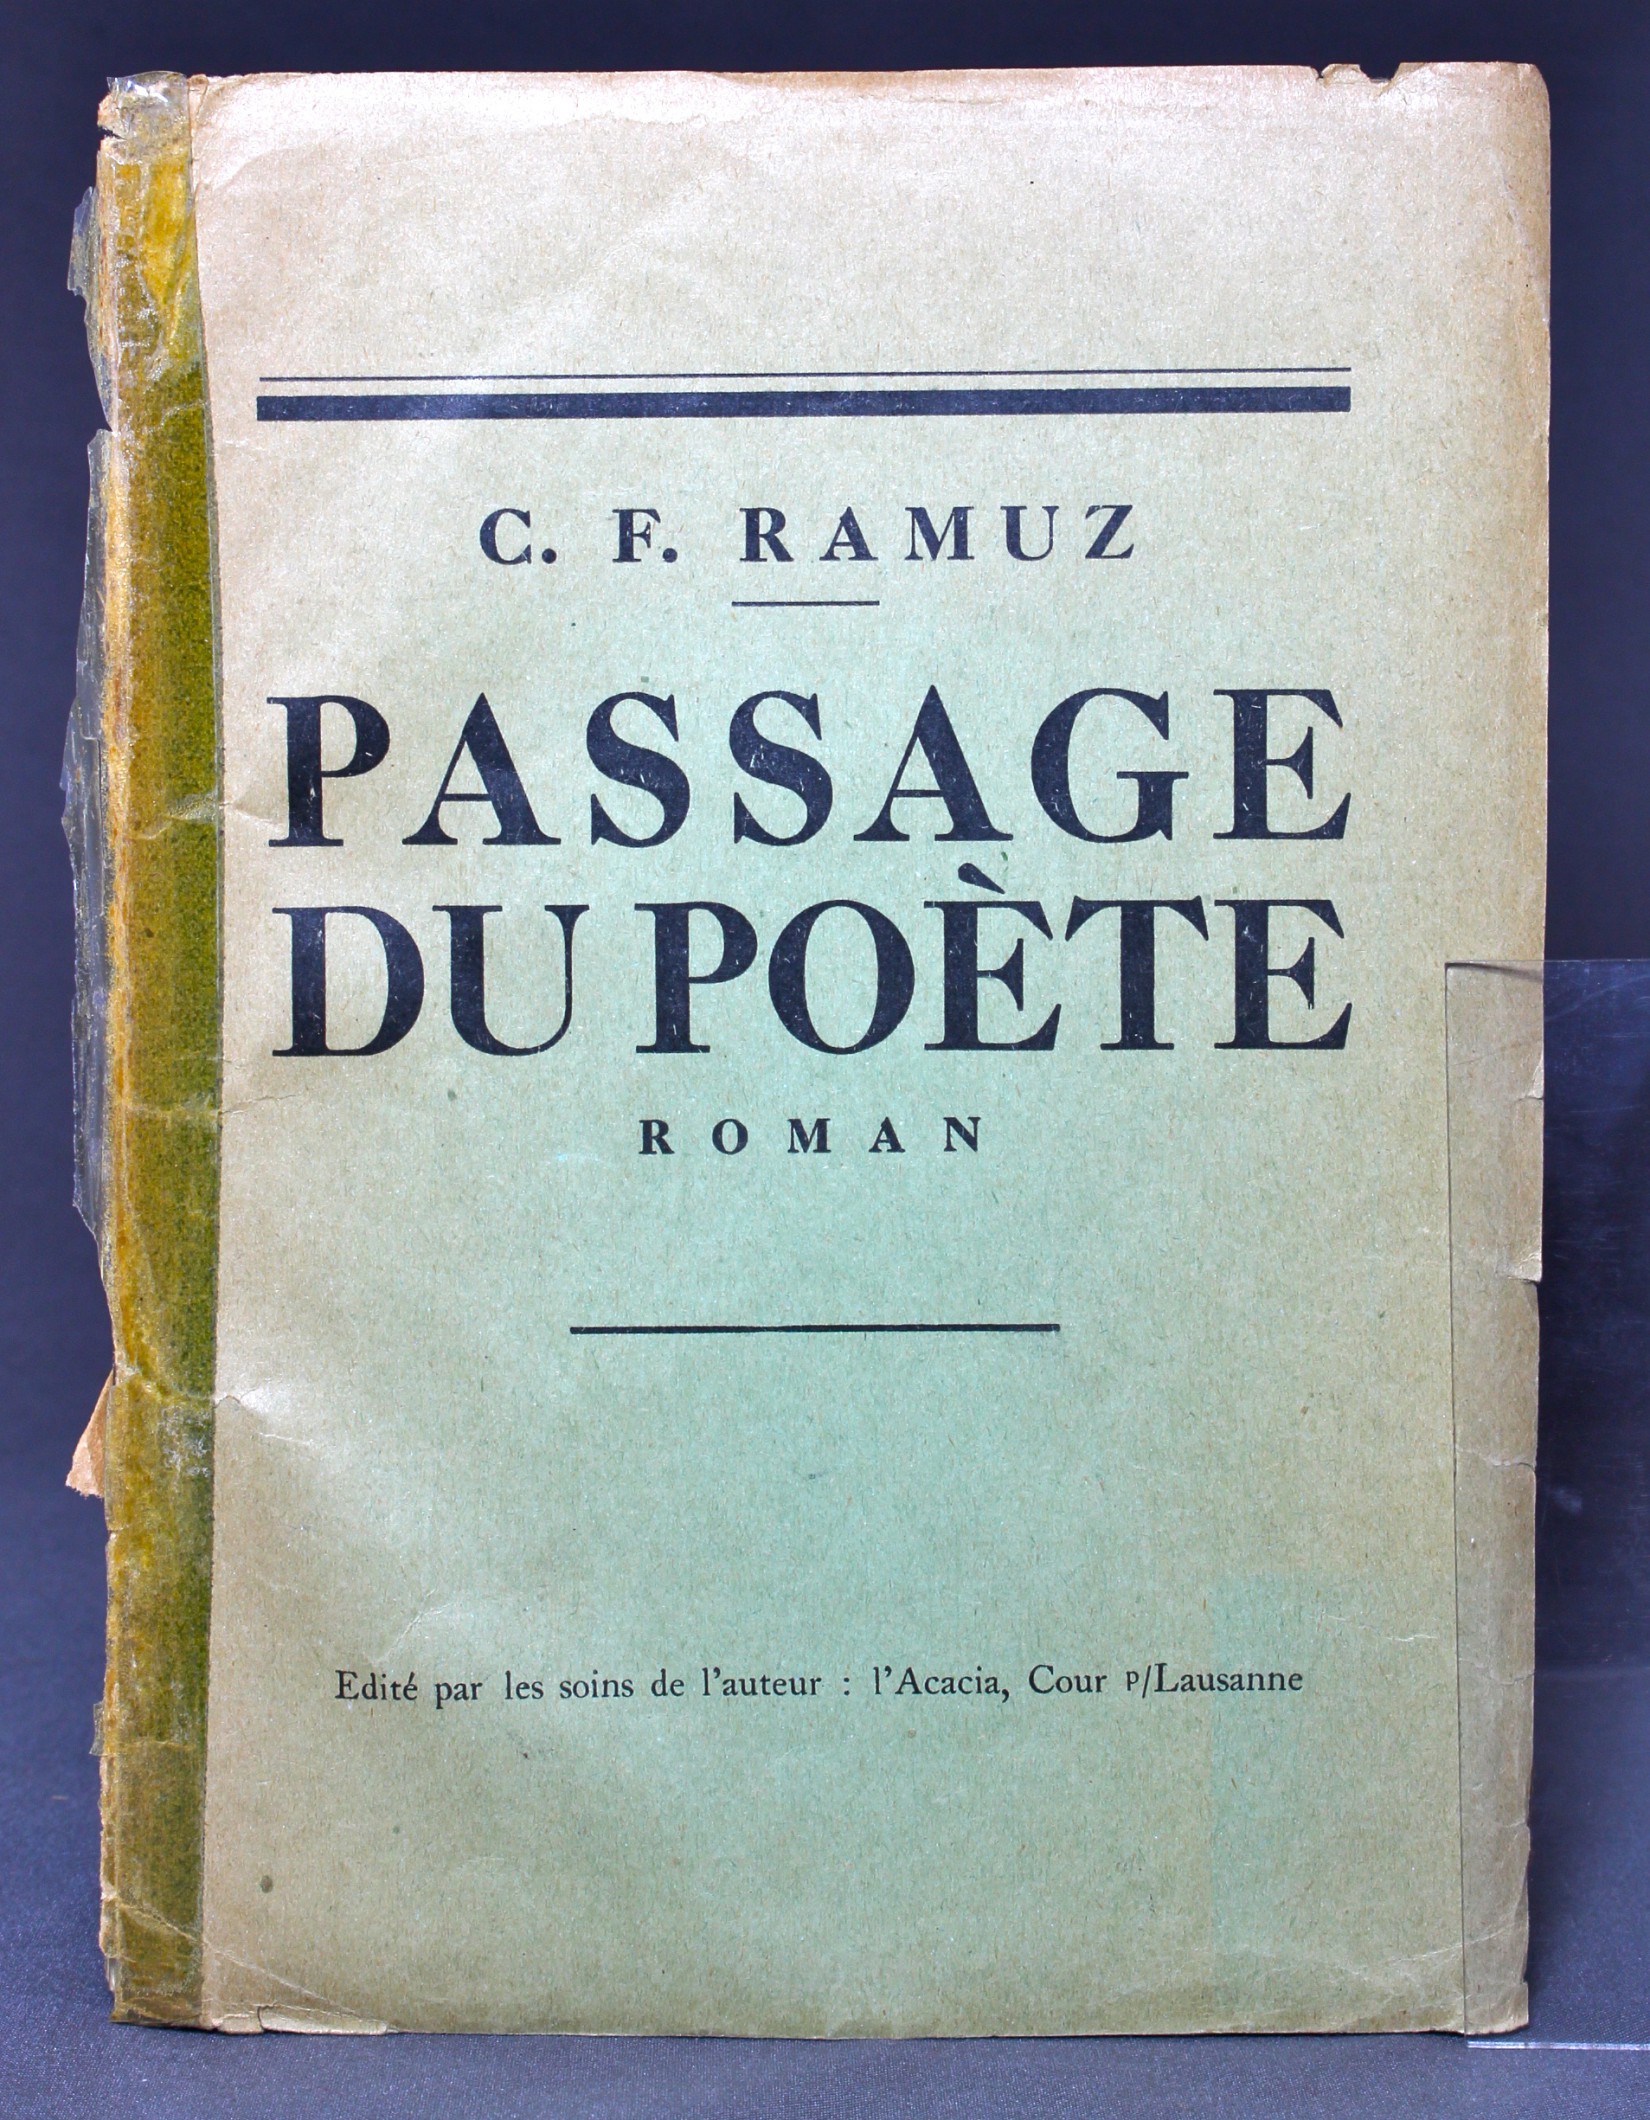 C. F. RAMUZ
PASSAGE
DU POÈTE
ROMAN
Edité par les soins de l'auteur : l'Acacia, Cour P/Lausanne